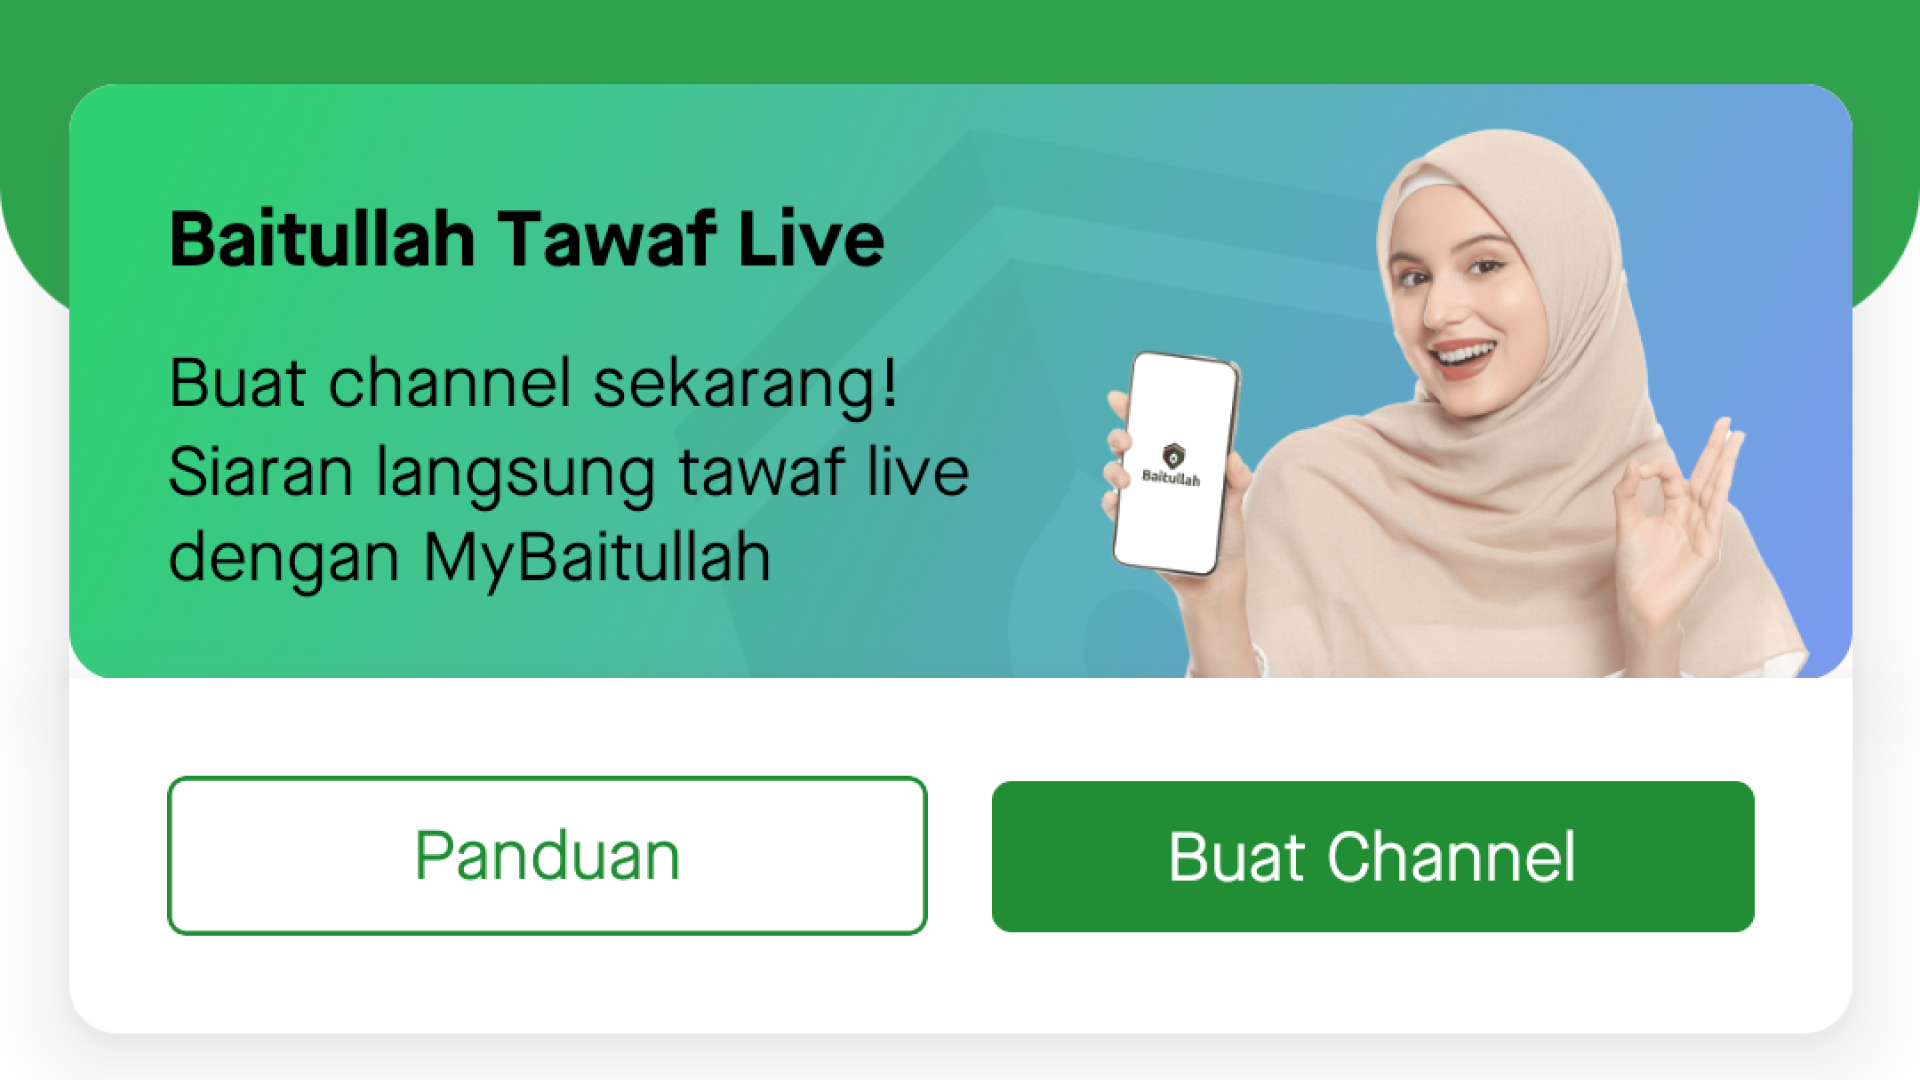 Baitullah Tawaf Live
Buat channel sekarang!
Siaran langsung tawaf live
dengan MyBaitullah
Baitullah
Panduan
Buat Channel